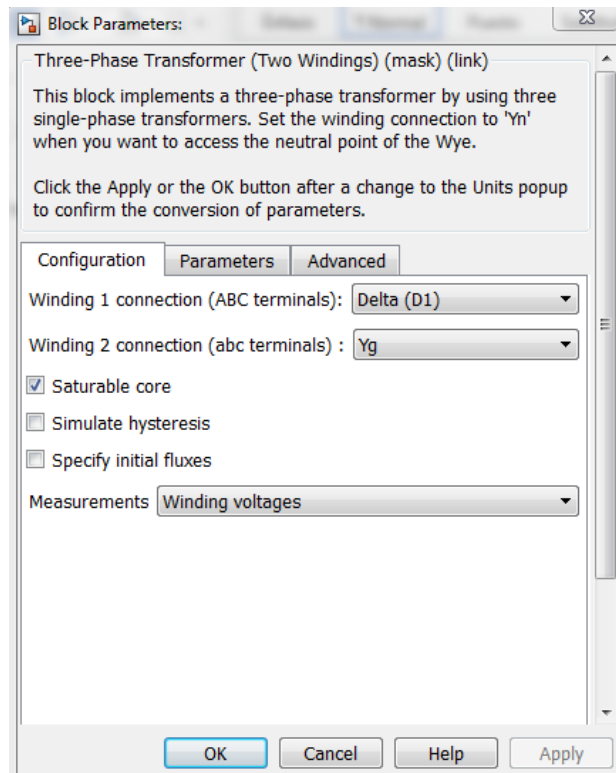 Block Parameters:
Three-Phase Transformer (Two Windings) (mask) (link)
This block implements a three-phase transformer by using three
single-phase transformers. Set the winding connection to 'Yn'
when you want to access the neutral point of the Wye.
Click the Apply or the OK button after a change to the Units popup
to confirm the conversion of parameters.
Configuration Parameters Advanced
Winding 1 connection (ABC terminals): Delta (D1)
Winding 2 connection (abc terminals) : Yg
Saturable core
Simulate hysteresis
Specify initial fluxes
Measurements Winding voltages
OK Cancel Help Apply